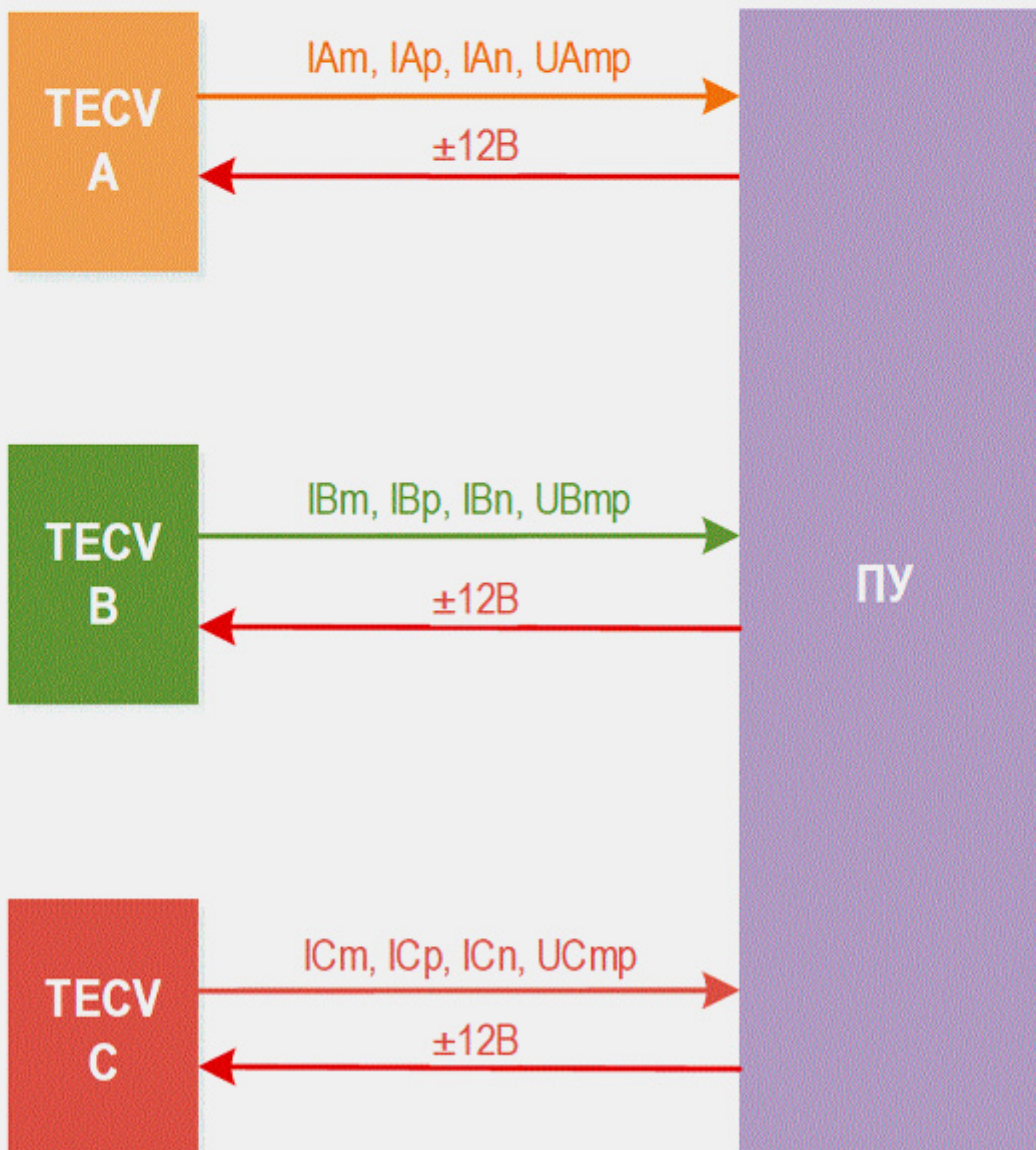 TECV
A
IAm, IAp, IAn, UAmp
±12В
TECV
B
IBm, IBp, IBn, UBmp
±12В
ПУ
TECV
C
ICm, ICp, ICn, UCmp
±12В